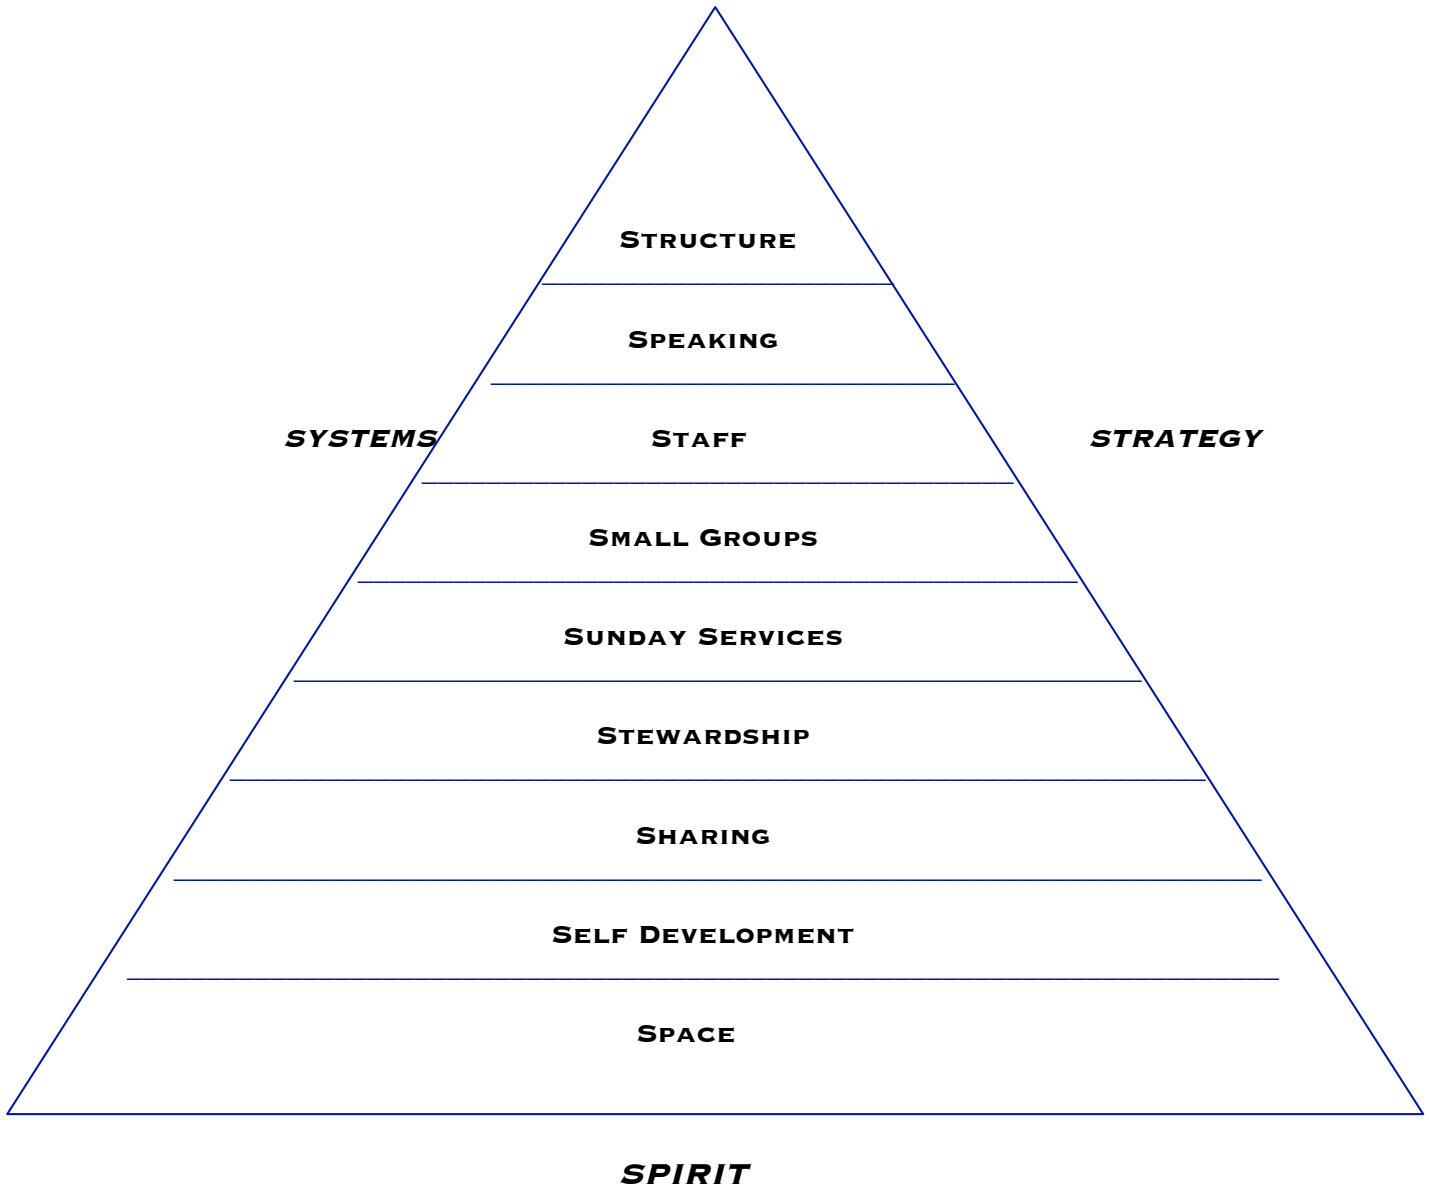 Structure
Speaking
SYSTEMS Staff STRATEGY
Small Groups
Sunday Services
Stewardship
Sharing
Self Development
Space
SPIRIT